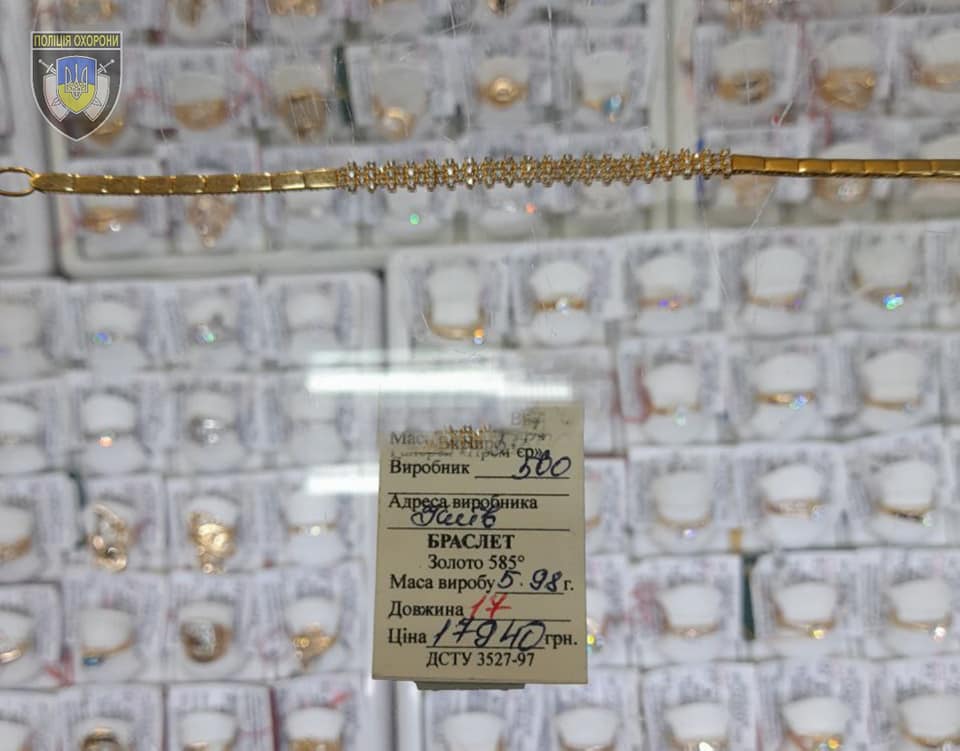 ПОЛІЦІЯ ОХОРОНИ
Виробник 500
Адреса виробника
Київ
БРАСЛЕТ
Золото 585°
Маса виробу 5.98 г.
Довжина 17
Ціна 17940 грн.
ДСТУ 3527-97